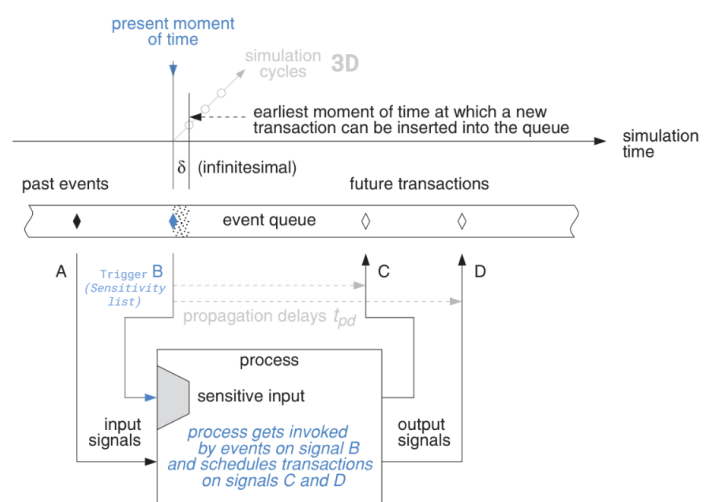 present moment
of time
simulation
cycles
3D
earliest moment of time at which a new
transaction can be inserted into the queue
simulation
time
δ (infinitesimal)
past events
future transactions
event queue
A
Trigger B
(Sensitivity
list)
C
D
propagation delays tpd
process
sensitive input
input
signals
output
signals
process gets invoked
by events on signal B
and schedules transactions
on signals C and D